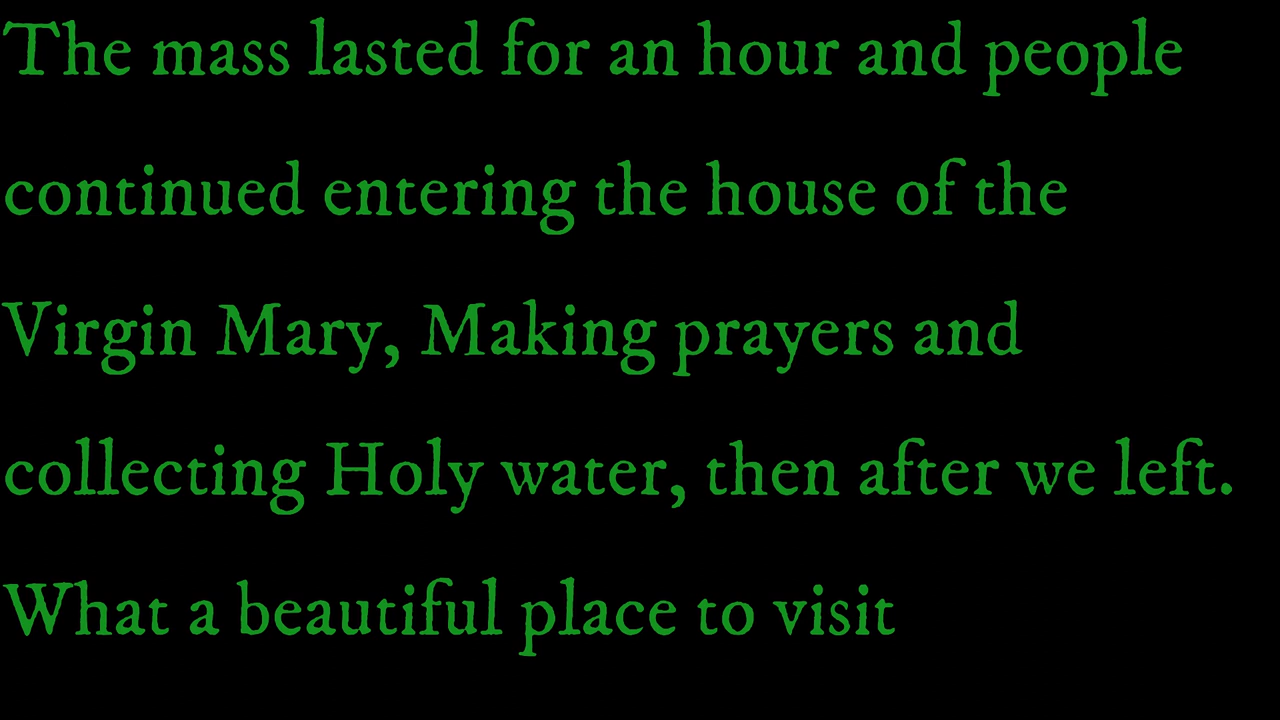 The mass lasted for an hour and people
continued entering the house of the
Virgin Mary, Making prayers and
collecting Holy water, then after we left.
What a beautiful place to visit